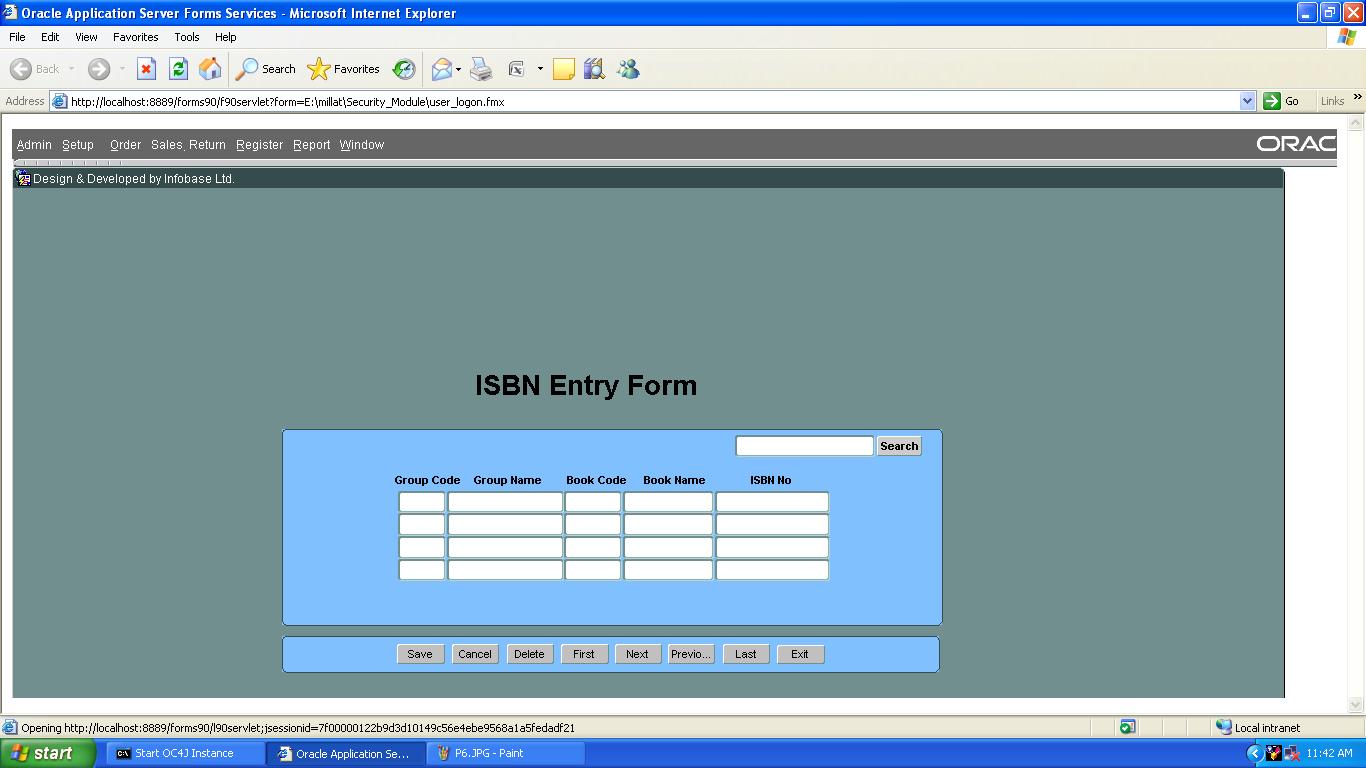 Oracle Application Server Forms Services - Microsoft Internet Explorer
File Edit View Favorites Tools Help
Back Search Favorites
Address http://localhost:8889/forms90/f90servlet?form=E:\millat\Security_Module\user_logon.fmx Go Links »
Admin Setup Order Sales, Return Register Report Window ORAC
Design & Developed by Infobase Ltd.
ISBN Entry Form
Search
Group Code Group Name Book Code Book Name ISBN No
Save Cancel Delete First Next Previo... Last Exit
Opening http://localhost:8889/forms90/l90servlet;jsessionid=7f00000122b9d3d10149c56e4ebe9568a1a5fedadf21 Local intranet
start Start OC4J Instance Oracle Application Se... P6.JPG - Paint 11:42 AM